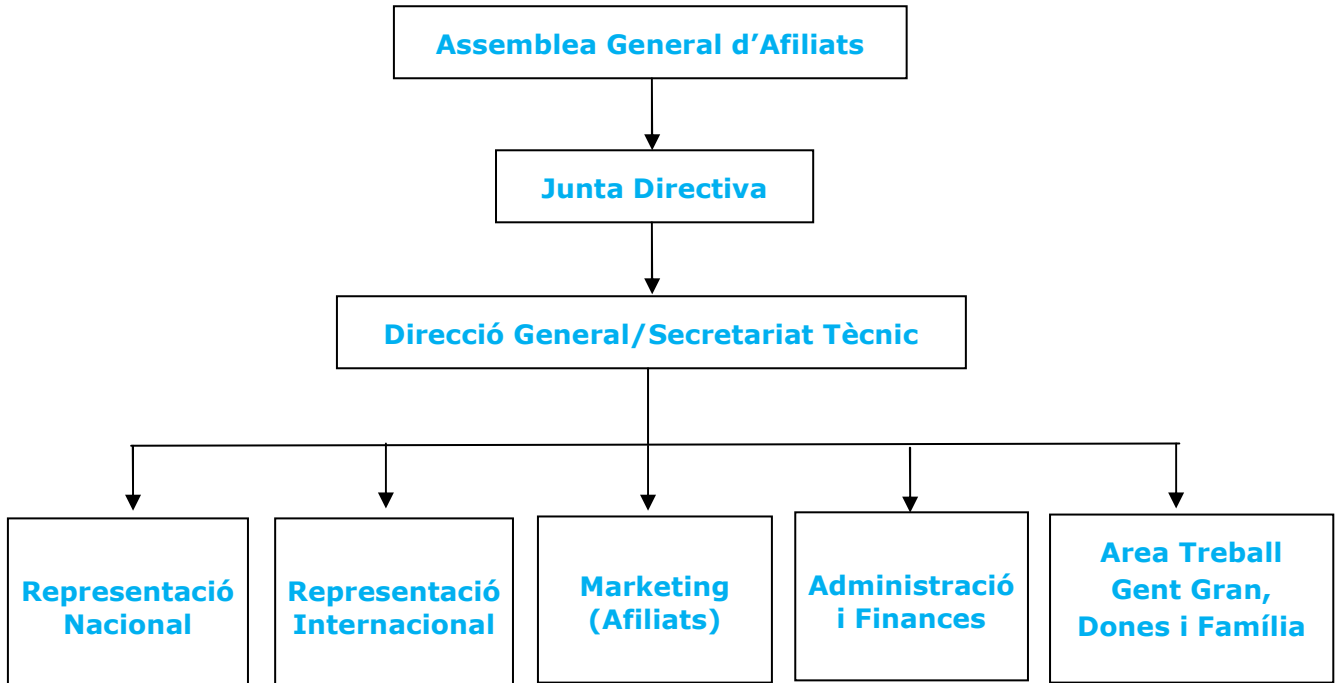 Assemblea General d’Afiliats
Junta Directiva
Direcció General/Secretariat Tècnic
Representació
Nacional
Representació
Internacional
Marketing
(Afiliats)
Administració
i Finances
Area Treball
Gent Gran,
Dones i Família